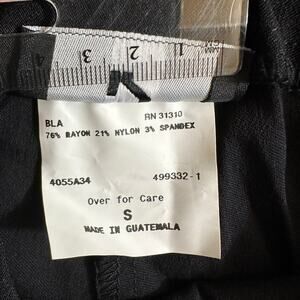 3 2 1
BLA RN 31310
76% RAYON 21% NYLON 3% SPANDEX
4055A34 499332-1
Over for Care
S
MADE IN GUATEMALA